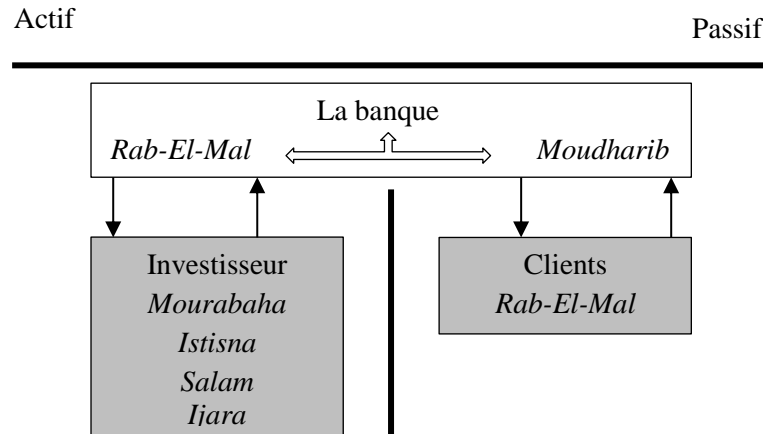 Actif
Passif
La banque
Rab-El-Mal
Moudharib
Investisseur
Mourabaha
Istisna
Salam
Ijara
Clients
Rab-El-Mal